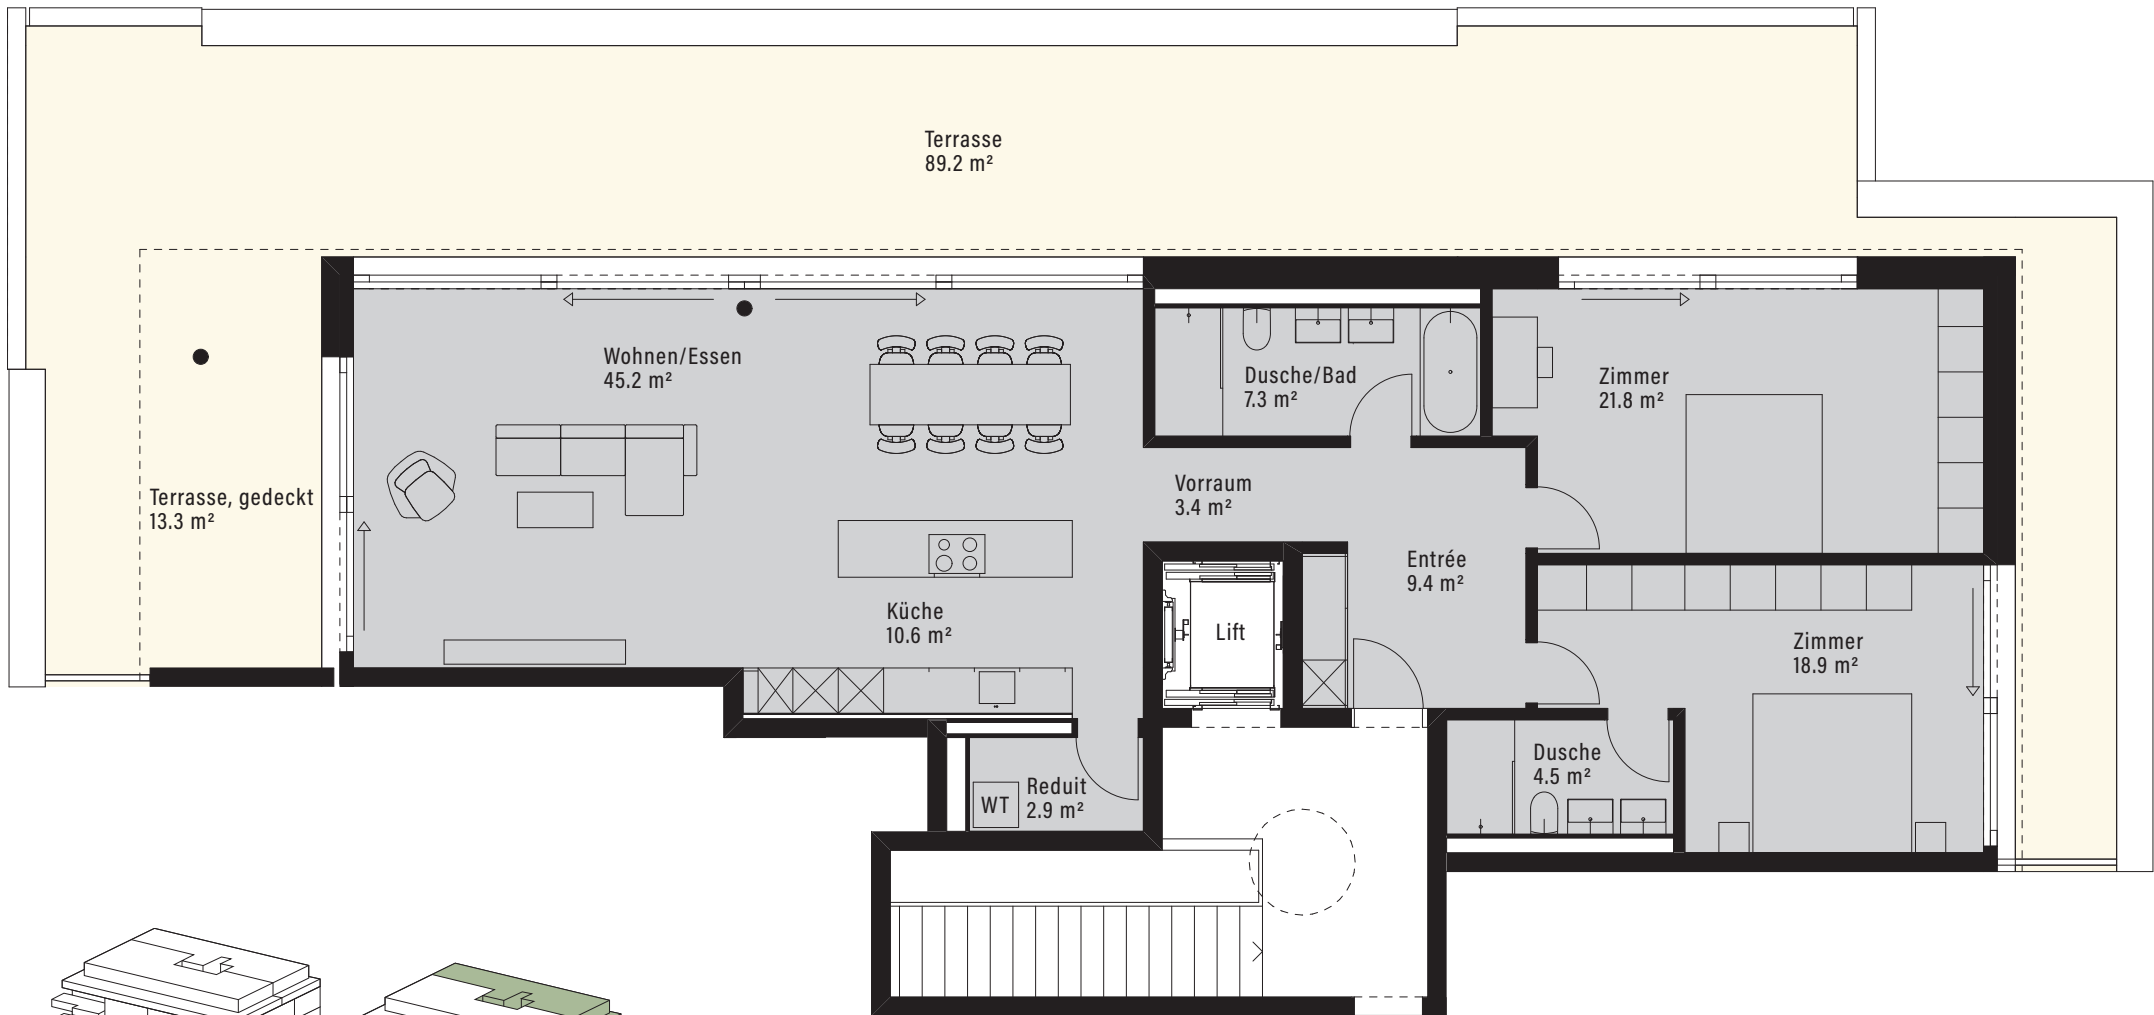 Terrasse
89.2 m²
Wohnen/Essen
45.2 m²
Dusche/Bad
7.3 m²
Zimmer
21.8 m²
Terrasse, gedeckt
13.3 m²
Vorraum
3.4 m²
Entrée
9.4 m²
Küche
10.6 m²
Lift
Zimmer
18.9 m²
Dusche
4.5 m²
WT
Reduit
2.9 m²